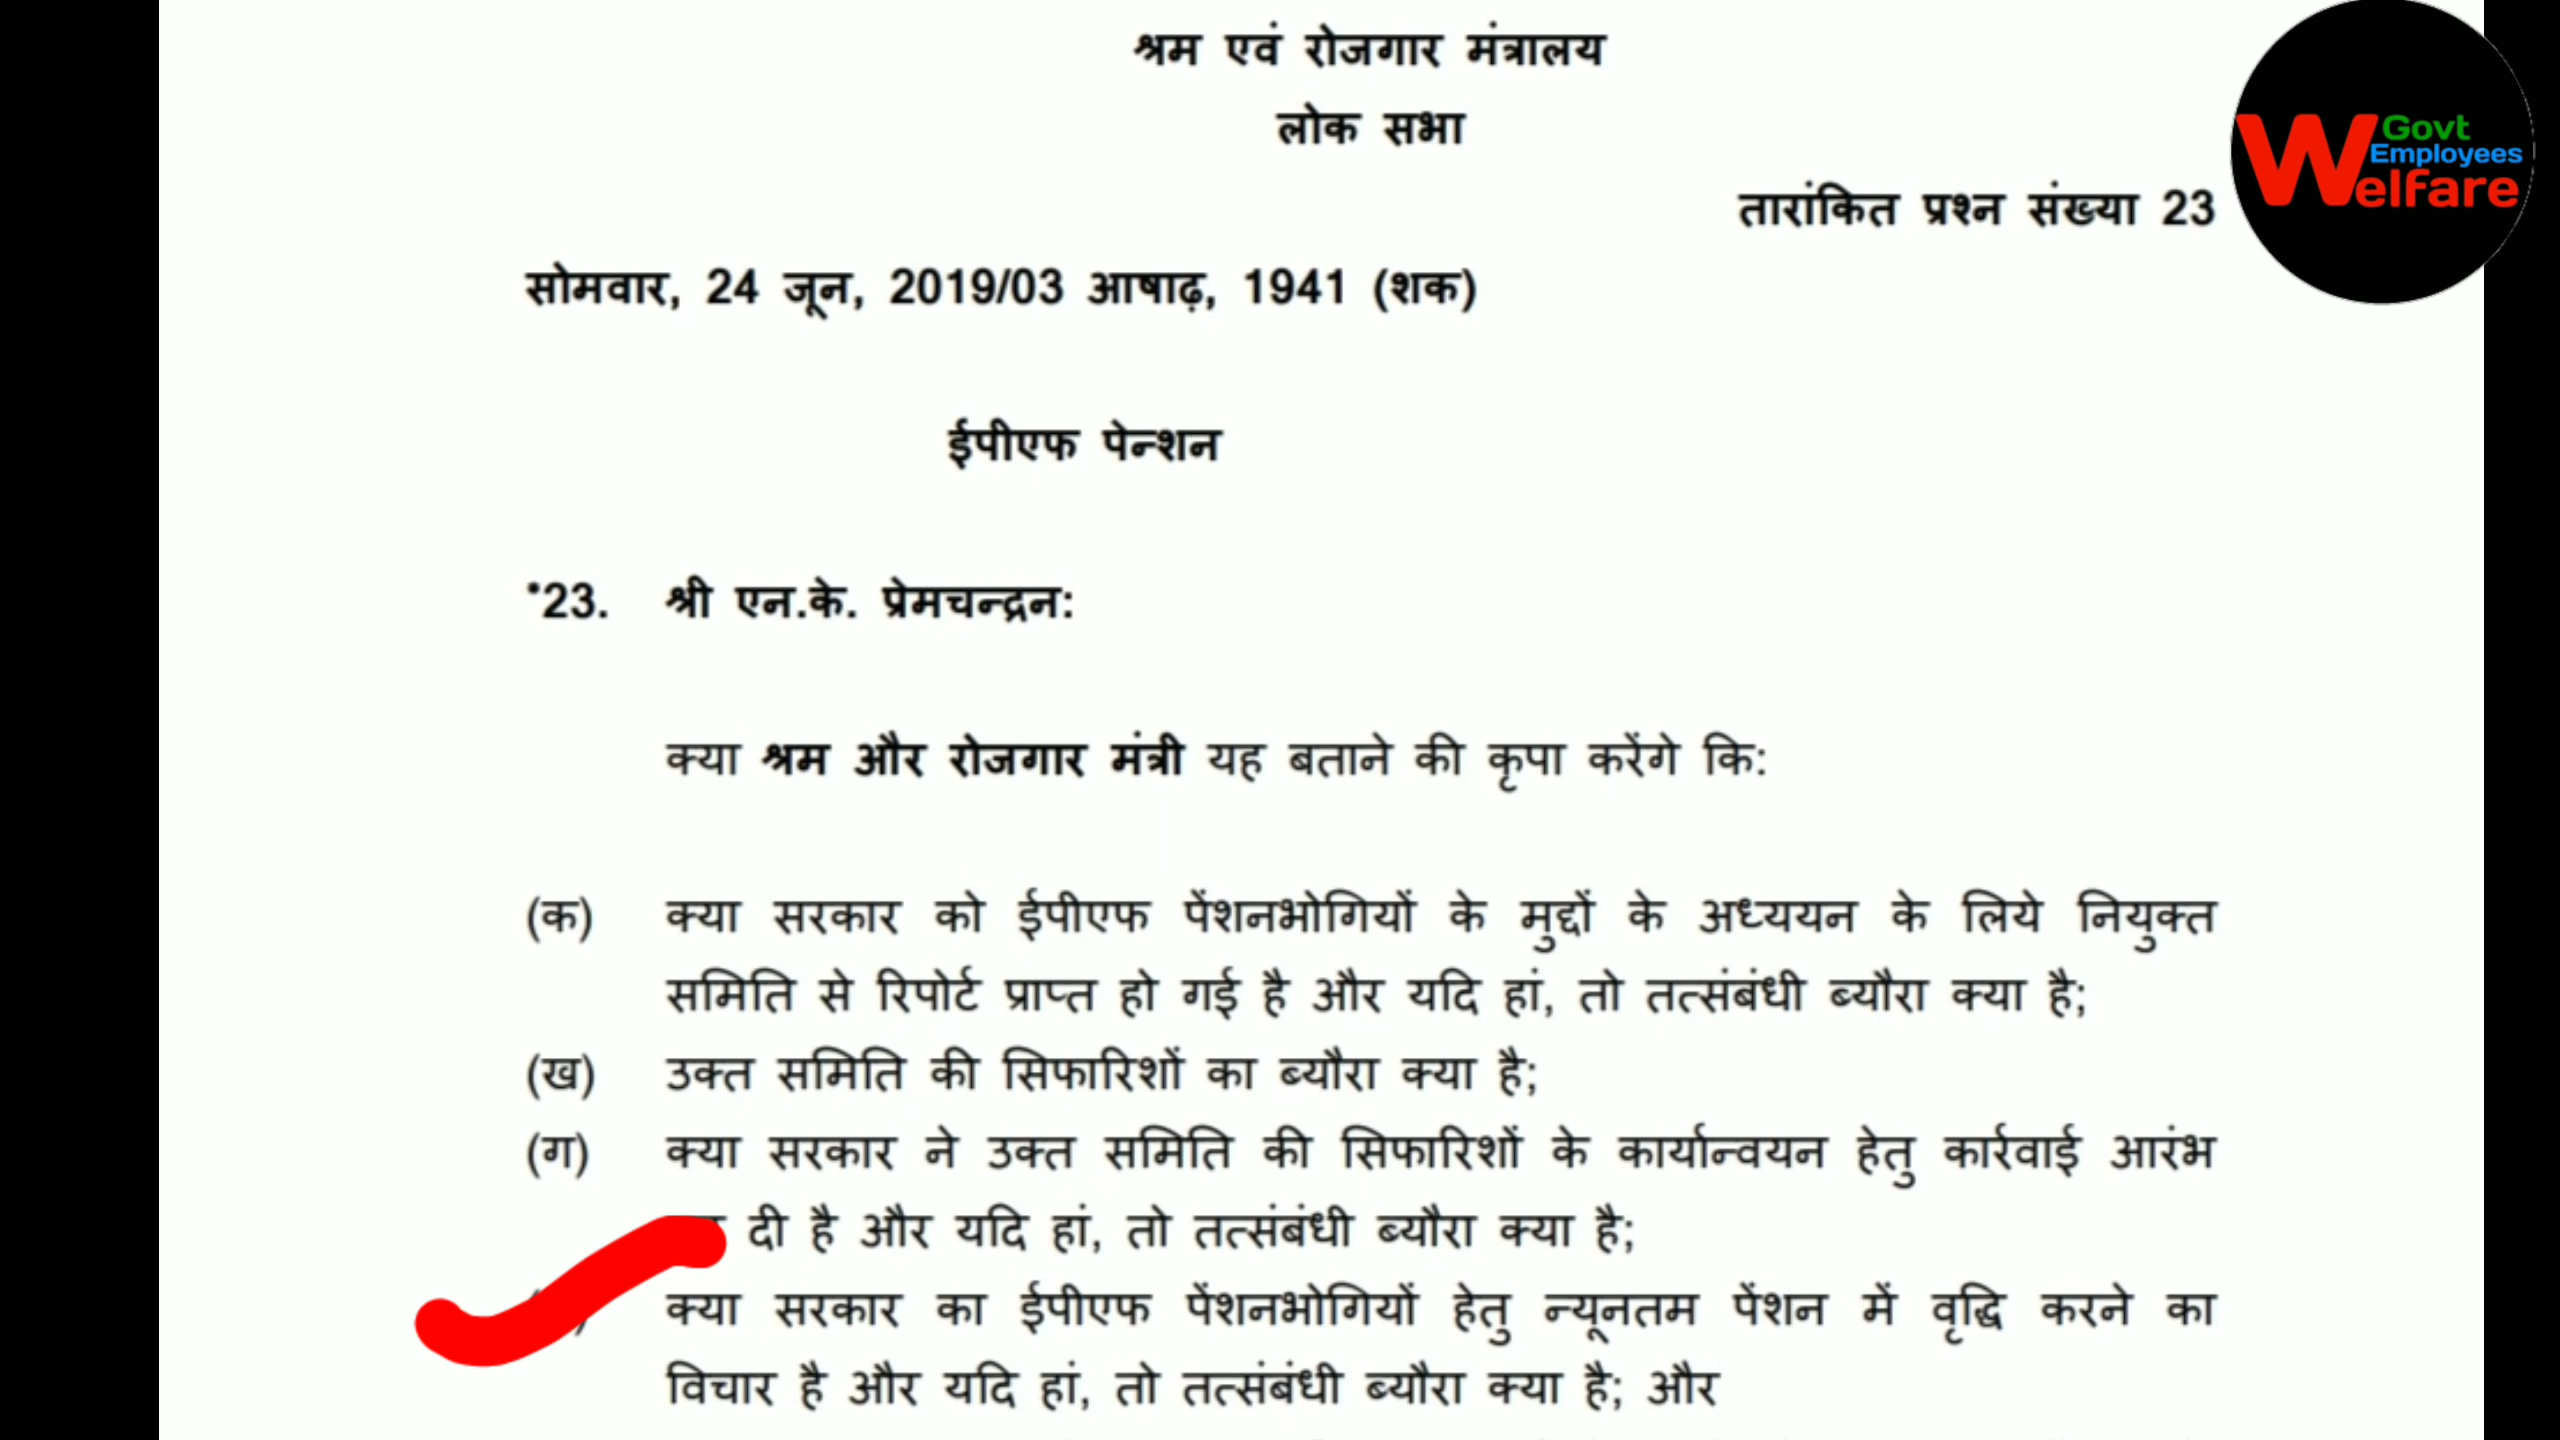 श्रम एवं रोजगार मंत्रालय
लोक सभा
तारांकित प्रश्न संख्या 23
Govt
Employees
Welfare
सोमवार, 24 जून, 2019/03 आषाढ़, 1941 (शक)
ईपीएफ पेन्शन
*23. श्री एन.के. प्रेमचन्द्रन:
क्या श्रम और रोजगार मंत्री यह बताने की कृपा करेंगे कि:
(क) क्या सरकार को ईपीएफ पेंशनभोगियों के मुद्दों के अध्ययन के लिये नियुक्त
समिति से रिपोर्ट प्राप्त हो गई है और यदि हां, तो तत्संबंधी ब्यौरा क्या है;
(ख) उक्त समिति की सिफारिशों का ब्यौरा क्या है;
(ग) क्या सरकार ने उक्त समिति की सिफारिशों के कार्यान्वयन हेतु कार्रवाई आरंभ
दी है और यदि हां, तो तत्संबंधी ब्यौरा क्या है;
क्या सरकार का ईपीएफ पेंशनभोगियों हेतु न्यूनतम पेंशन में वृद्धि करने का
विचार है और यदि हां, तो तत्संबंधी ब्यौरा क्या है; और